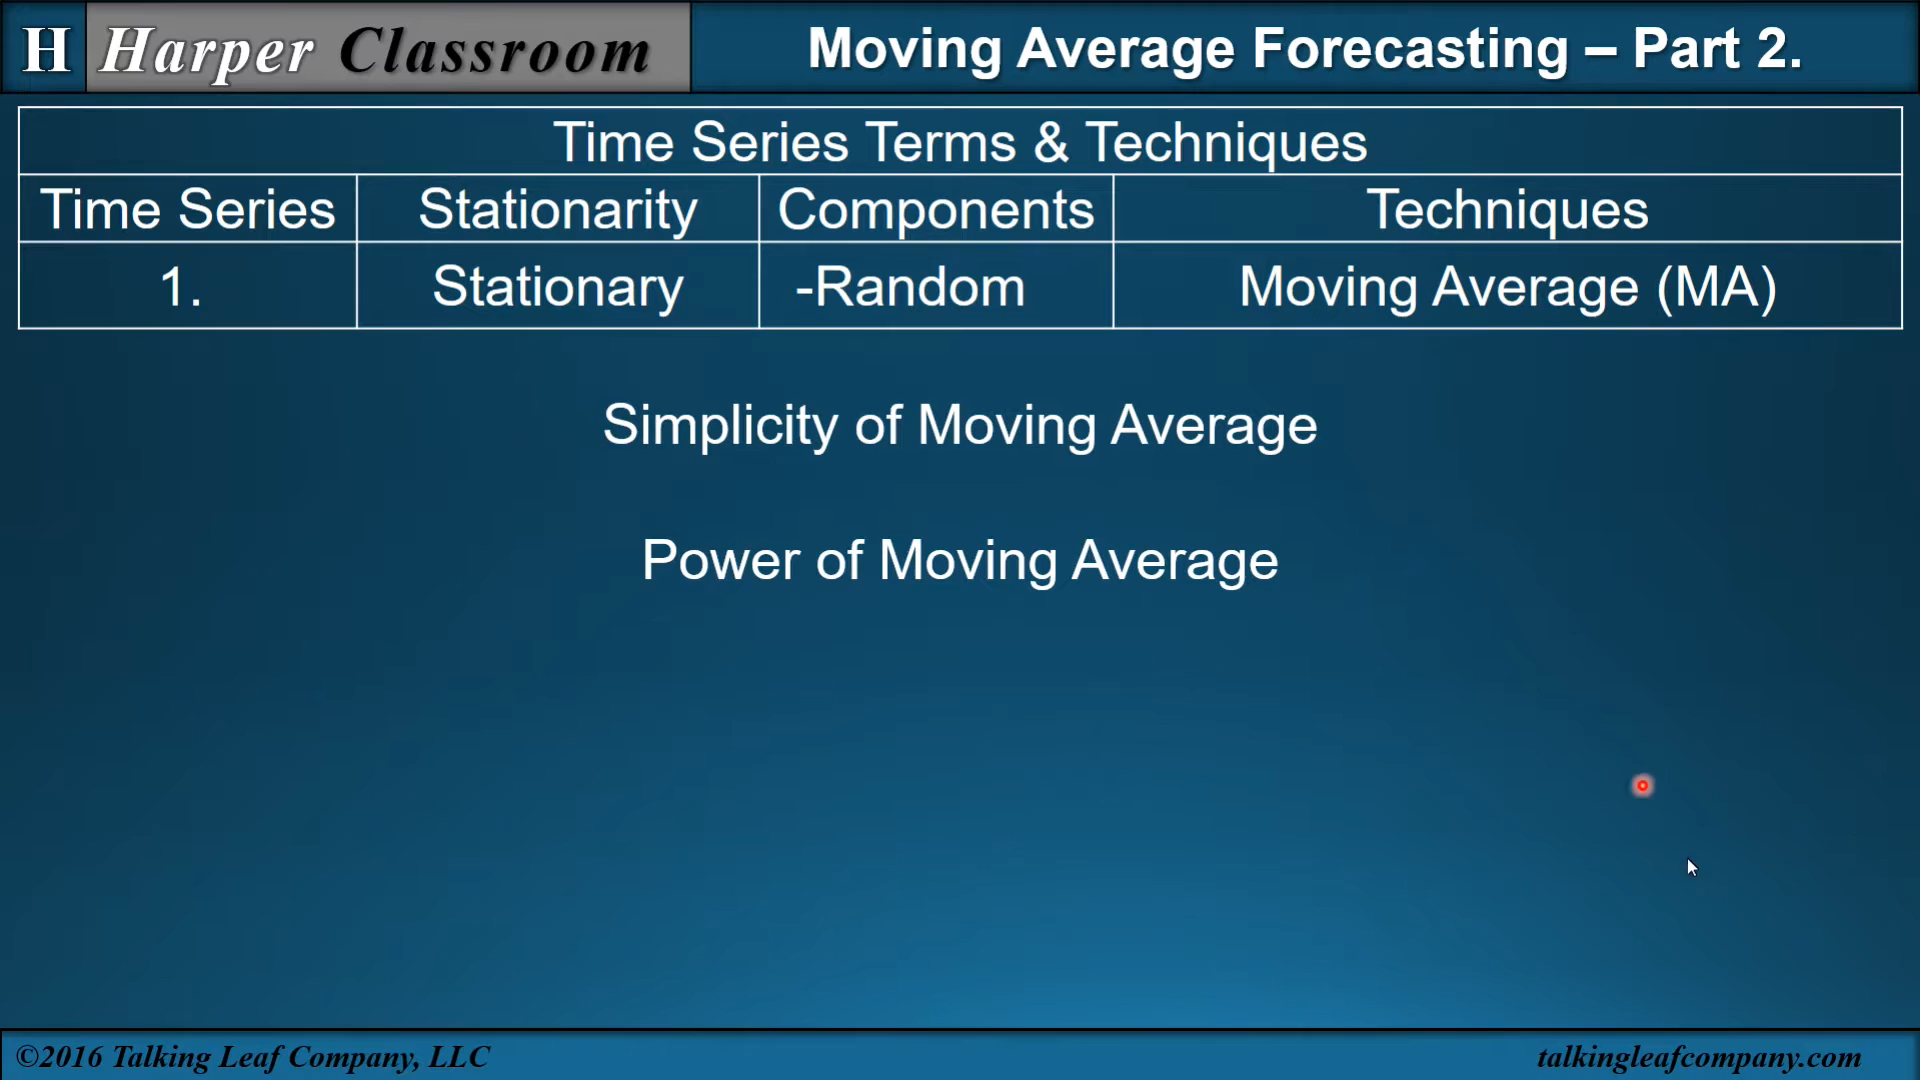 H Harper Classroom
Moving Average Forecasting – Part 2.
Time Series Terms & Techniques
Time Series Stationarity Components Techniques
1. Stationary -Random Moving Average (MA)
Simplicity of Moving Average
Power of Moving Average
©2016 Talking Leaf Company, LLC
talkingleafcompany.com